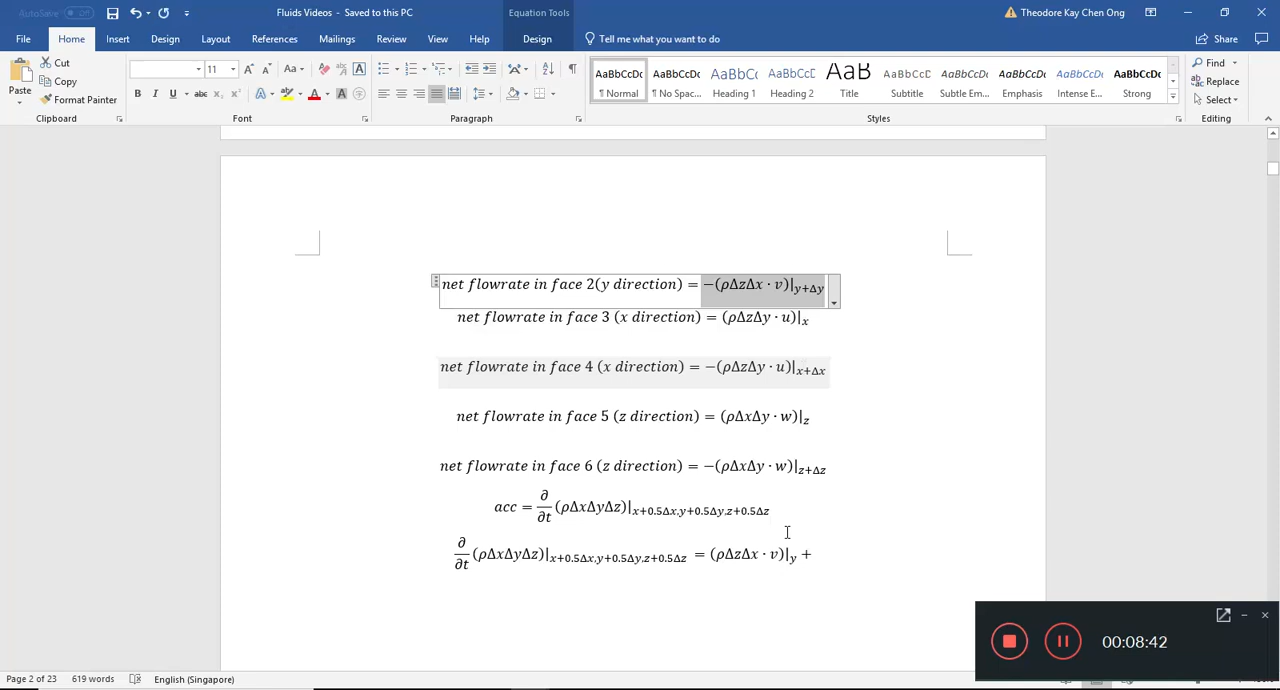 AutoSave Off
Fluids Videos - Saved to this PC
Equation Tools
Theodore Kay Chen Ong
File Home Insert Design Layout References Mailings Review View Help Design Tell me what you want to do Share
Paste
Cut
Copy
Format Painter
Clipboard
11
Aa
B I U abc x₂ x² A A A
Font
Paragraph
AaBbCcDc AaBbCcDc AaBbC AaBbCcD AaB AaBbCcD AaBbCcDc AaBbCcDc AaBbCcDc AaBbCcDc
¶ Normal ¶ No Spac... Heading 1 Heading 2 Title Subtitle Subtle Em... Emphasis Intense E... Strong
Styles
Find
Replace
Select
Editing
net flowrate in face 2(y direction) = −(ρΔzΔx · v)|y+Δy
net flowrate in face 3 (x direction) = (ρΔzΔy · u)|x
net flowrate in face 4 (x direction) = −(ρΔzΔy · u)|x+Δx
net flowrate in face 5 (z direction) = (ρΔxΔy · w)|z
net flowrate in face 6 (z direction) = −(ρΔxΔy · w)|z+Δz
acc = ∂/∂t (ρΔxΔyΔz)|x+0.5Δx,y+0.5Δy,z+0.5Δz
∂/∂t (ρΔxΔyΔz)|x+0.5Δx,y+0.5Δy,z+0.5Δz = (ρΔzΔx · v)|y +
00:08:42
Page 2 of 23 619 words English (Singapore)